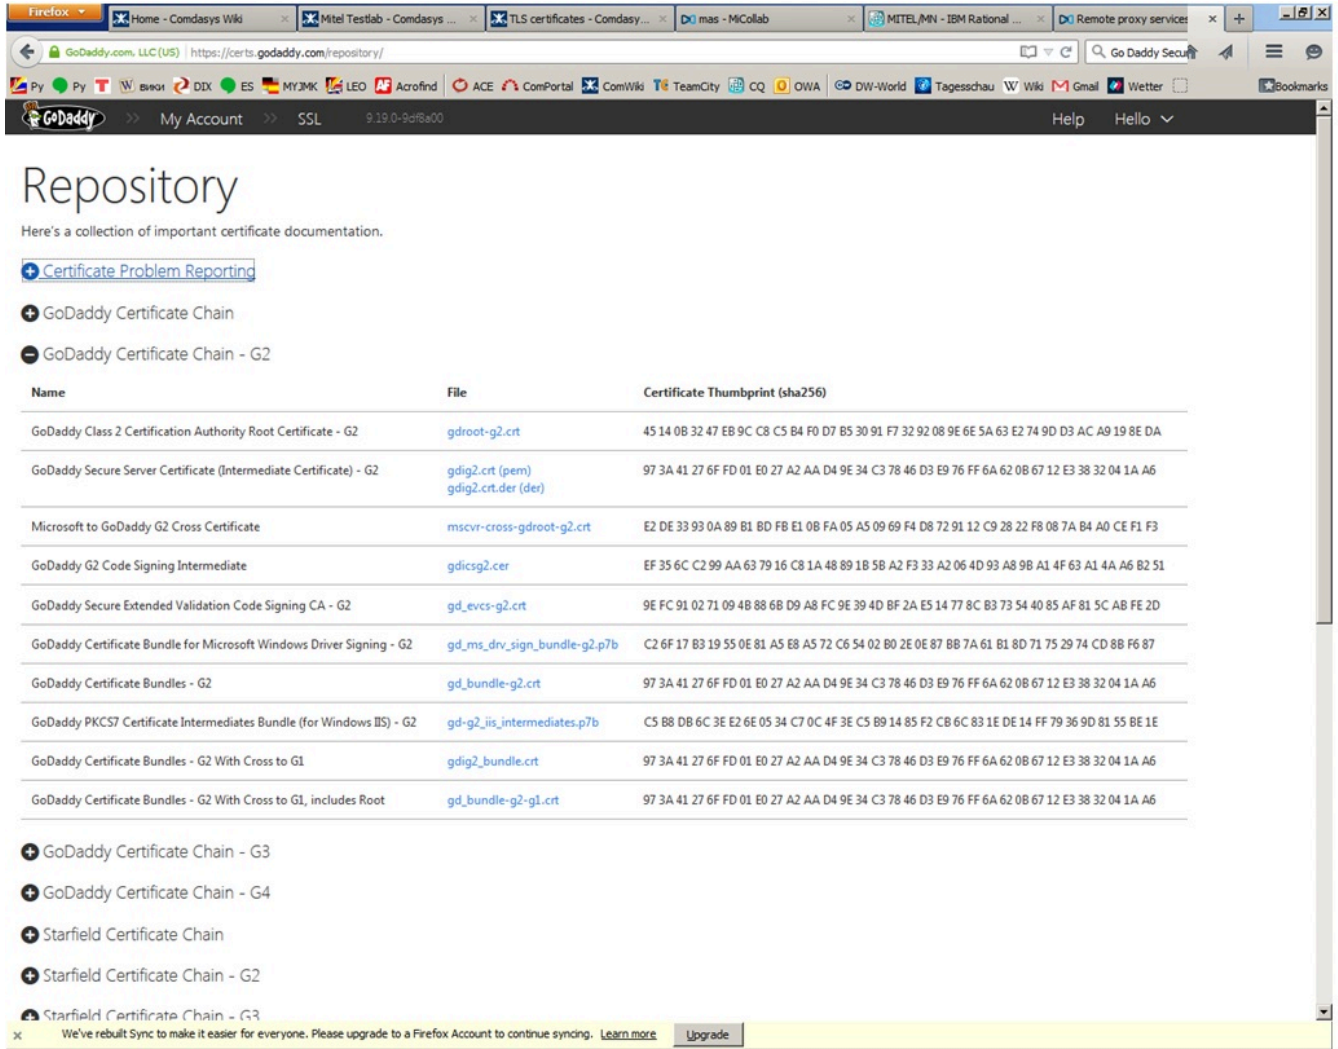 Firefox
Home - Comdasys Wiki
Mitel Testlab - Comdasys ...
TLS certificates - Comdasy...
mas - MiCollab
MITEL/MN - IBM Rational ...
Remote proxy services
GoDaddy.com, LLC (US) https://certs.godaddy.com/repository/
Go Daddy Secur
Ру Ру вики DIX ES MYJMK LEO Acrofind ACE ComPortal ComWiki TeamCity CQ OWA DW-World Tagesschau Wiki Gmail Wetter Bookmarks
GoDaddy >> My Account >> SSL 9.19.0-9df8a00 Help Hello
Repository
Here's a collection of important certificate documentation.
Certificate Problem Reporting
GoDaddy Certificate Chain
GoDaddy Certificate Chain - G2
Name File Certificate Thumbprint (sha256)
GoDaddy Class 2 Certification Authority Root Certificate - G2 gdroot-g2.crt 45 14 0B 32 47 EB 9C C8 C5 B4 F0 D7 B5 30 91 F7 32 92 08 9E 6E 5A 63 E2 74 9D D3 AC A9 19 8E DA
GoDaddy Secure Server Certificate (Intermediate Certificate) - G2 gdig2.crt (pem) 97 3A 41 27 6F FD 01 E0 27 A2 AA D4 9E 34 C3 78 46 D3 E9 76 FF 6A 62 0B 67 12 E3 38 32 04 1A A6
gdig2.crt.der (der)
Microsoft to GoDaddy G2 Cross Certificate mscvr-cross-gdroot-g2.crt E2 DE 33 93 0A 89 B1 BD FB E1 0B FA 05 A5 09 69 F4 D8 72 91 12 C9 28 22 F8 08 7A B4 A0 CE F1 F3
GoDaddy G2 Code Signing Intermediate gdicsg2.cer EF 35 6C C2 99 AA 63 79 16 C8 1A 48 89 1B 5B A2 F3 33 A2 06 4D 93 A8 9B A1 4F 63 A1 4A A6 B2 51
GoDaddy Secure Extended Validation Code Signing CA - G2 gd_evcs-g2.crt 9E FC 91 02 71 09 4B 88 6B D9 A8 FC 9E 39 4D BF 2A E5 14 77 8C B3 73 54 40 85 AF 81 5C AB FE 2D
GoDaddy Certificate Bundle for Microsoft Windows Driver Signing - G2 gd_ms_drv_sign_bundle-g2.p7b C2 6F 17 B3 19 55 0E 81 A5 E8 A5 72 C6 54 02 B0 2E 0E 87 BB 7A 61 B1 8D 71 75 29 74 CD 8B F6 87
GoDaddy Certificate Bundles - G2 gd_bundle-g2.crt 97 3A 41 27 6F FD 01 E0 27 A2 AA D4 9E 34 C3 78 46 D3 E9 76 FF 6A 62 0B 67 12 E3 38 32 04 1A A6
GoDaddy PKCS7 Certificate Intermediates Bundle (for Windows IIS) - G2 gd-g2_iis_intermediates.p7b C5 B8 DB 6C 3E E2 6E 05 34 C7 0C 4F 3E C5 B9 14 85 F2 CB 6C 83 1E DE 14 FF 79 36 9D 81 55 BE 1E
GoDaddy Certificate Bundles - G2 With Cross to G1 gdig2_bundle.crt 97 3A 41 27 6F FD 01 E0 27 A2 AA D4 9E 34 C3 78 46 D3 E9 76 FF 6A 62 0B 67 12 E3 38 32 04 1A A6
GoDaddy Certificate Bundles - G2 With Cross to G1, includes Root gd_bundle-g2-g1.crt 97 3A 41 27 6F FD 01 E0 27 A2 AA D4 9E 34 C3 78 46 D3 E9 76 FF 6A 62 0B 67 12 E3 38 32 04 1A A6
GoDaddy Certificate Chain - G3
GoDaddy Certificate Chain - G4
Starfield Certificate Chain
Starfield Certificate Chain - G2
Starfield Certificate Chain - G3
We've rebuilt Sync to make it easier for everyone. Please upgrade to a Firefox Account to continue syncing. Learn more Upgrade